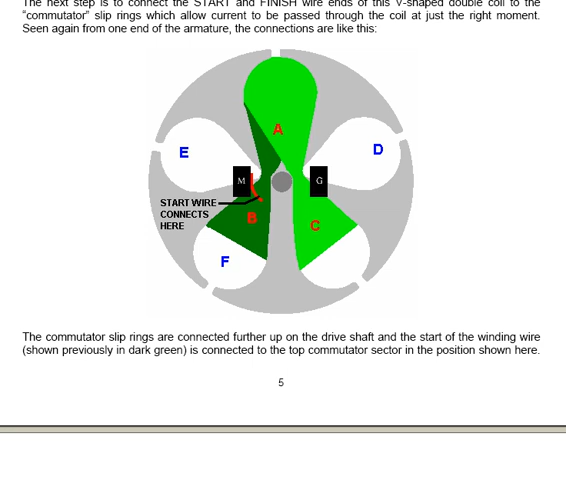 The next step is to connect the START and FINISH wire ends of this V-shaped double coil to the
"commutator" slip rings which allow current to be passed through the coil at just the right moment.
Seen again from one end of the armature, the connections are like this:
A
E
D
M
G
START WIRE
CONNECTS
HERE
B
C
F
The commutator slip rings are connected further up on the drive shaft and the start of the winding wire
(shown previously in dark green) is connected to the top commutator sector in the position shown here.
5